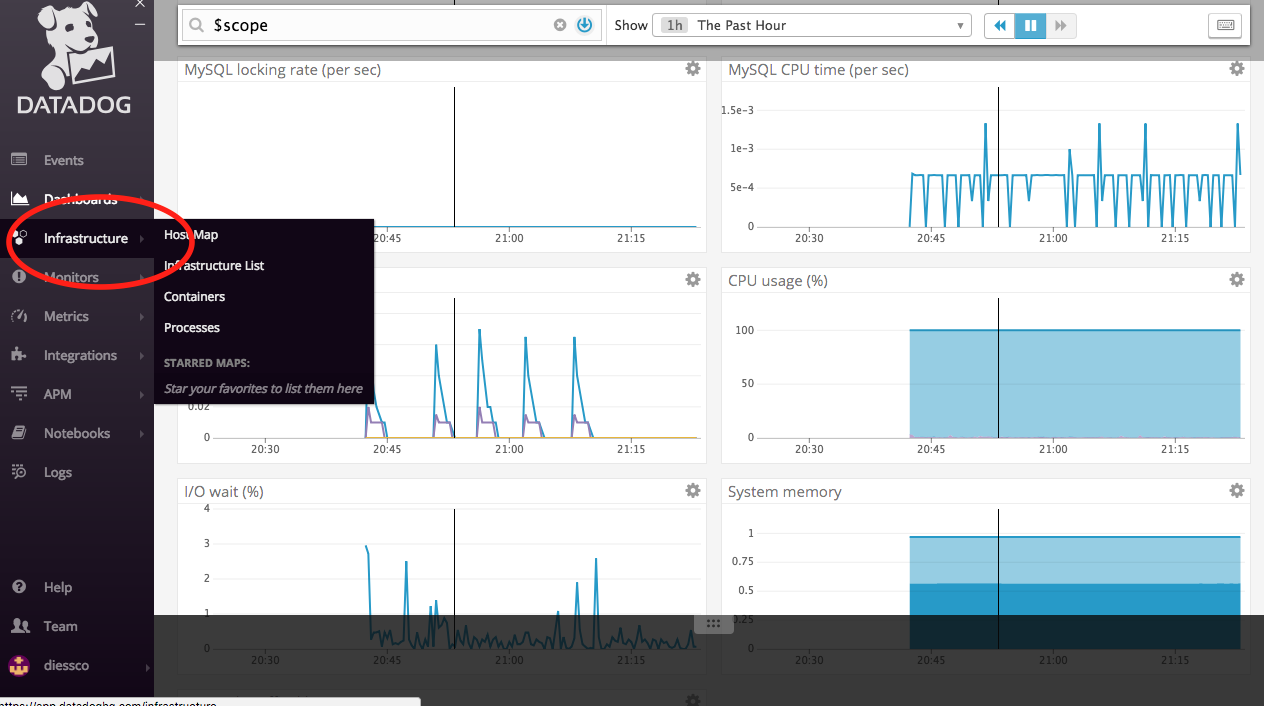 DATADOG
Events
Dashboards
Infrastructure
Monitors
Metrics
Integrations
APM
Notebooks
Logs
Help
Team
diessco
https://app.datadoghq.com/infrastructure
Host Map
Infrastructure List
Containers
Processes
STARRED MAPS:
Star your favorites to list them here
$scope
Show 1h The Past Hour
MySQL locking rate (per sec)
20:45 21:00 21:15
MySQL CPU time (per sec)
1.5e-3
1e-3
5e-4
0
20:30 20:45 21:00 21:15
0.02
0
20:30 20:45 21:00 21:15
CPU usage (%)
100
50
0
20:30 20:45 21:00 21:15
I/O wait (%)
4
3
2
1
0
20:30 20:45 21:00 21:15
System memory
1
0.75
0.5
0.25
0
20:30 20:45 21:00 21:15